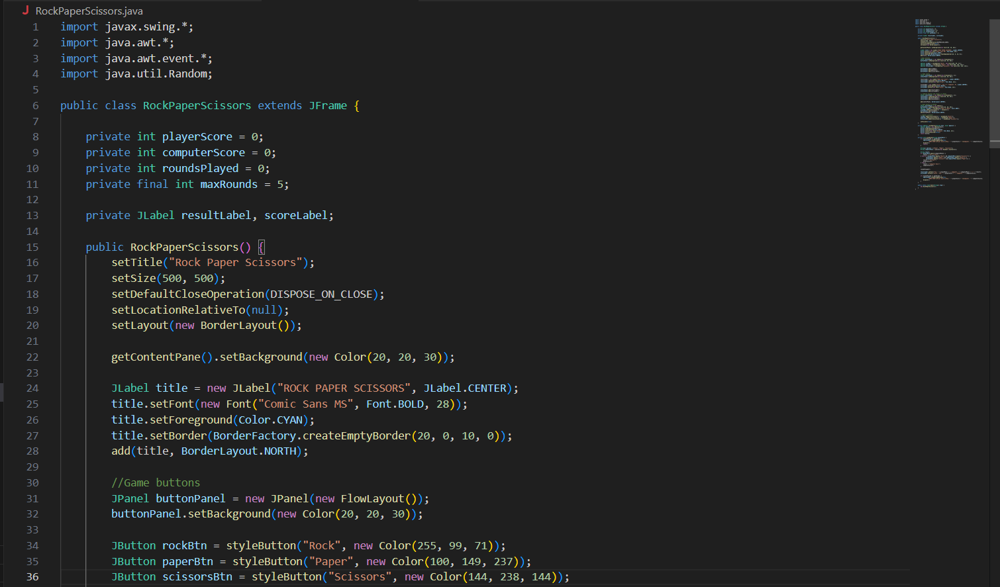 RockPaperScissors.java
1 import javax.swing.*;
2 import java.awt.*;
3 import java.awt.event.*;
4 import java.util.Random;
5
6 public class RockPaperScissors extends JFrame {
7
8     private int playerScore = 0;
9     private int computerScore = 0;
10     private int roundsPlayed = 0;
11     private final int maxRounds = 5;
12
13     private JLabel resultLabel, scoreLabel;
14
15     public RockPaperScissors() {
16         setTitle("Rock Paper Scissors");
17         setSize(500, 500);
18         setDefaultCloseOperation(DISPOSE_ON_CLOSE);
19         setLocationRelativeTo(null);
20         setLayout(new BorderLayout());
21
22         getContentPane().setBackground(new Color(20, 20, 30));
23
24         JLabel title = new JLabel("ROCK PAPER SCISSORS", JLabel.CENTER);
25         title.setFont(new Font("Comic Sans MS", Font.BOLD, 28));
26         title.setForeground(Color.CYAN);
27         title.setBorder(BorderFactory.createEmptyBorder(20, 0, 10, 0));
28         add(title, BorderLayout.NORTH);
29
30         //Game buttons
31         JPanel buttonPanel = new JPanel(new FlowLayout());
32         buttonPanel.setBackground(new Color(20, 20, 30));
33
34         JButton rockBtn = styleButton("Rock", new Color(255, 99, 71));
35         JButton paperBtn = styleButton("Paper", new Color(100, 149, 237));
36         JButton scissorsBtn = styleButton("Scissors", new Color(144, 238, 144));